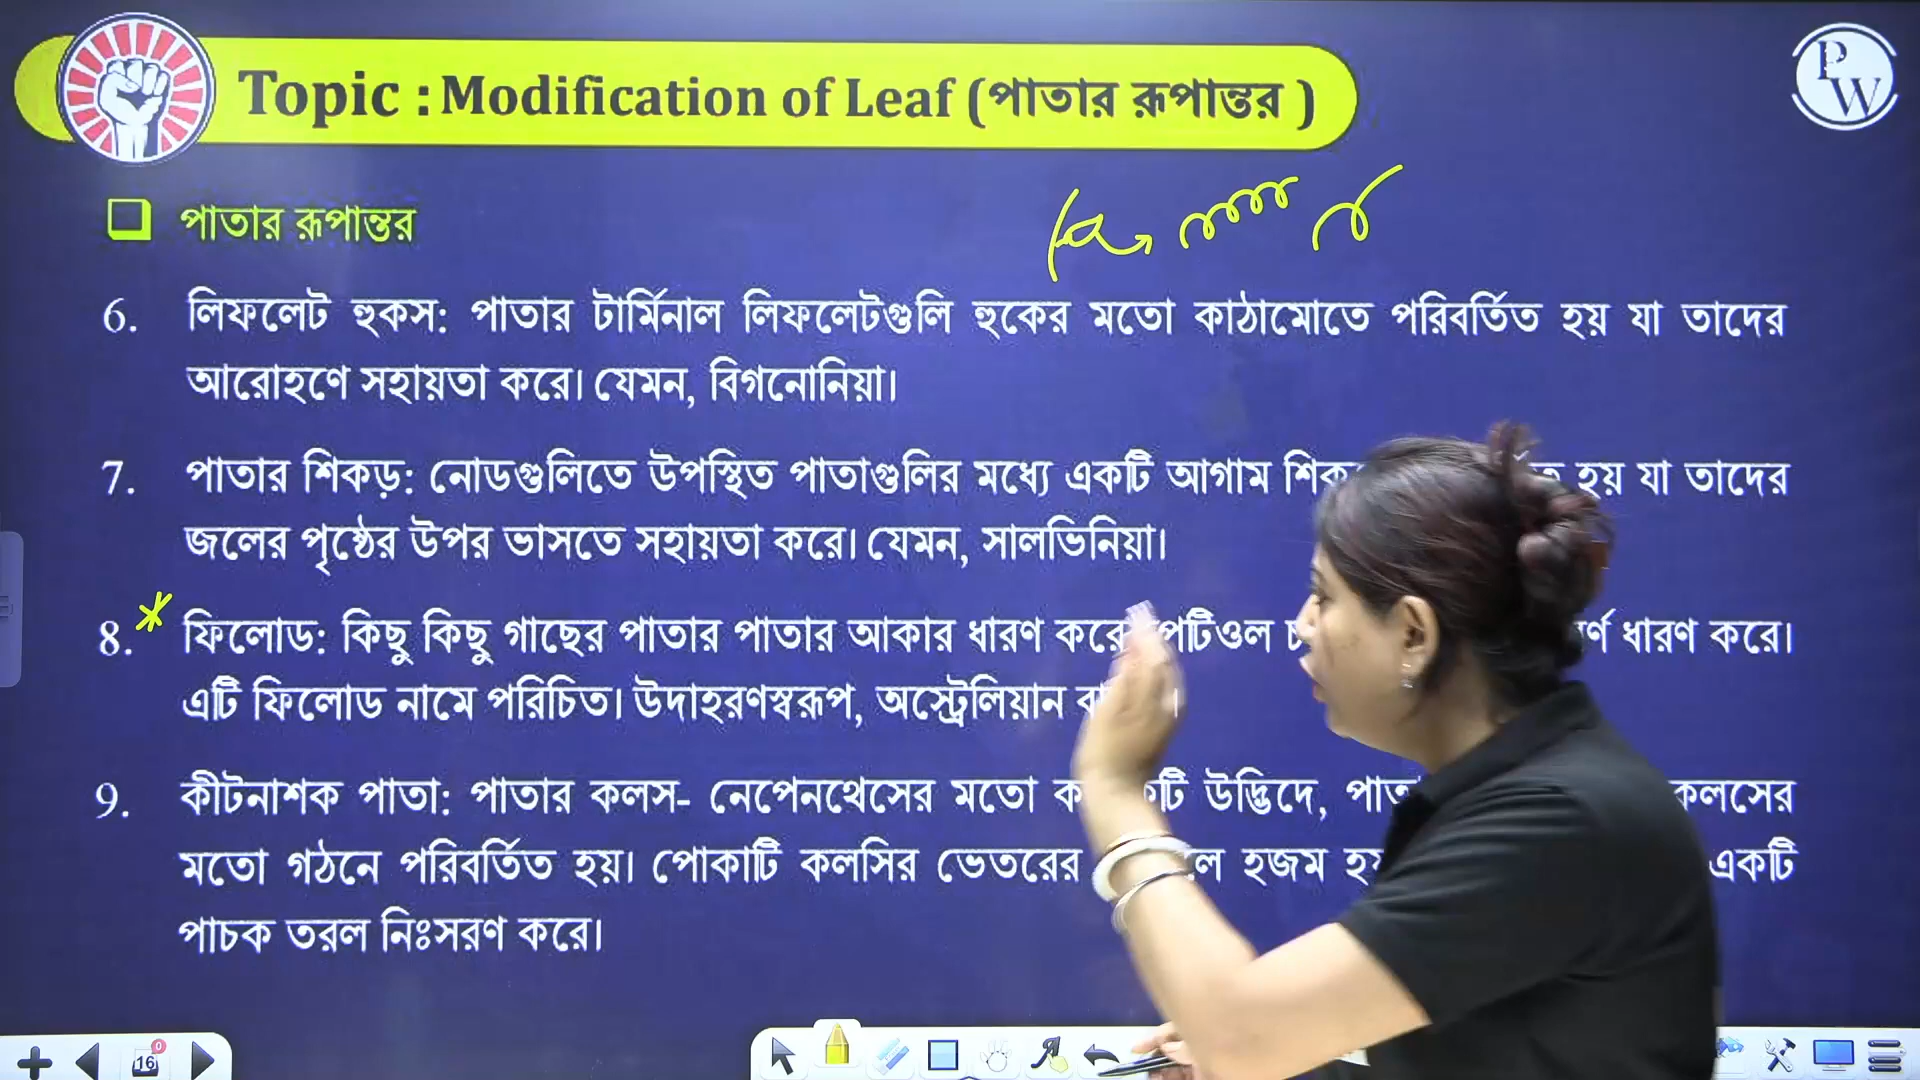 Topic : Modification of Leaf (পাতার রূপান্তর )
PW
পাতার রূপান্তর
6. লিফলেট হুকস: পাতার টার্মিনাল লিফলেটগুলি হুকের মতো কাঠামোতে পরিবর্তিত হয় যা তাদের
আরোহণে সহায়তা করে। যেমন, বিগনোনিয়া।
7. পাতার শিকড়: নোডগুলিতে উপস্থিত পাতাগুলির মধ্যে একটি আগাম হয় যা তাদের
জলের পৃষ্ঠের উপর ভাসতে সহায়তা করে। যেমন, সালভিনিয়া।
8. ফিলোড: কিছু কিছু গাছের পাতার পাতার আকার ধারণ করে পেটিওল ধারণ করে।
এটি ফিলোড নামে পরিচিত। উদাহরণস্বরূপ, অস্ট্রেলিয়ান
9. কীটনাশক পাতা: পাতার কলস- নেপেনথেসের মতো উদ্ভিদে, কলসের
মতো গঠনে পরিবর্তিত হয়। পোকাটি কলসির ভেতরের হজম একটি
পাচক তরল নিঃসরণ করে।
16
0